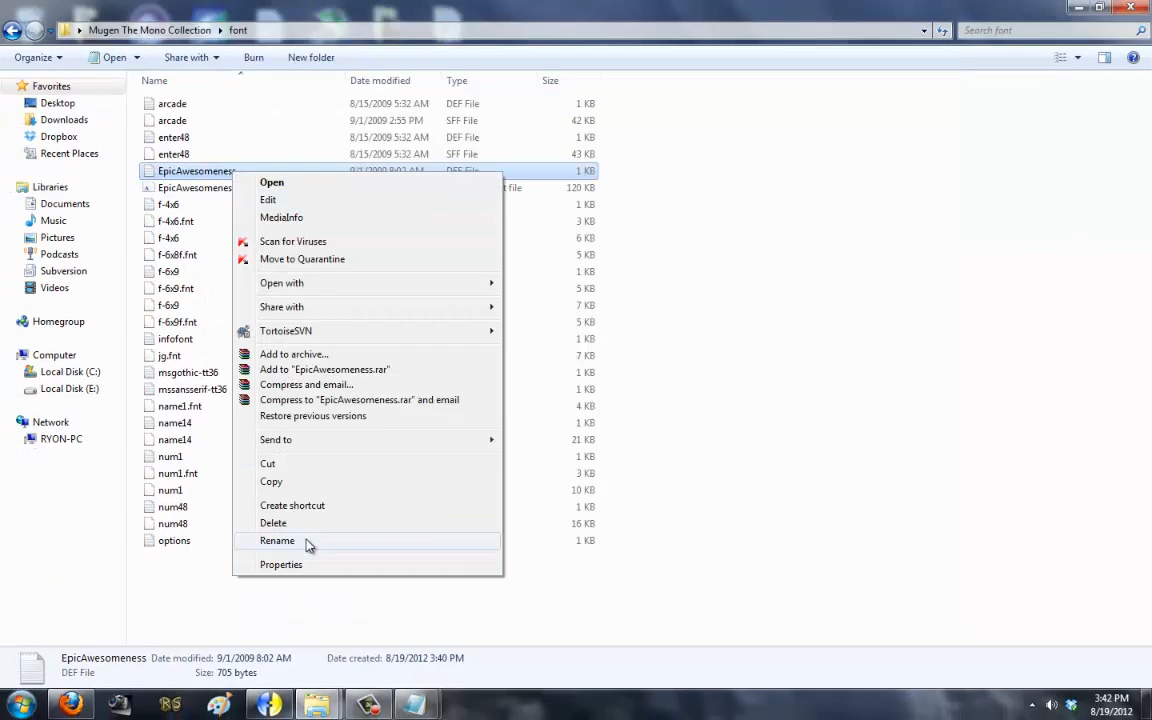 Mugen The Mono Collection font
Search font
Organize Open Share with Burn New folder
Name Date modified Type Size
Favorites
Desktop
Downloads
Dropbox
Recent Places
Libraries
Documents
Music
Pictures
Podcasts
Subversion
Videos
Homegroup
Computer
Local Disk (C:)
Local Disk (E:)
Network
RYON-PC
arcade 8/15/2009 5:32 AM DEF File 1 KB
arcade 9/1/2009 2:55 PM SFF File 42 KB
enter48 8/15/2009 5:32 AM DEF File 1 KB
enter48 8/15/2009 5:32 AM SFF File 43 KB
EpicAwesomeness 9/1/2009 8:02 AM DEF File 1 KB
EpicAwesomeness t file 120 KB
f-4x6 1 KB
f-4x6.fnt 3 KB
f-4x6 6 KB
f-6x8f.fnt 5 KB
f-6x9 1 KB
f-6x9.fnt 5 KB
f-6x9 7 KB
f-6x9f.fnt 5 KB
infofont 1 KB
jg.fnt 7 KB
msgothic-tt36 1 KB
mssansserif-tt36 1 KB
name1.fnt 4 KB
name14 1 KB
name14 21 KB
num1 1 KB
num1.fnt 1 KB
num1 10 KB
num48 1 KB
num48 16 KB
options 1 KB
Open
Edit
MediaInfo
Scan for Viruses
Move to Quarantine
Open with
Share with
TortoiseSVN
Add to archive...
Add to "EpicAwesomeness.rar"
Compress and email...
Compress to "EpicAwesomeness.rar" and email
Restore previous versions
Send to
Cut
Copy
Create shortcut
Delete
Rename
Properties
EpicAwesomeness Date modified: 9/1/2009 8:02 AM Date created: 8/19/2012 3:40 PM
DEF File Size: 705 bytes
RS
3:42 PM
8/19/2012